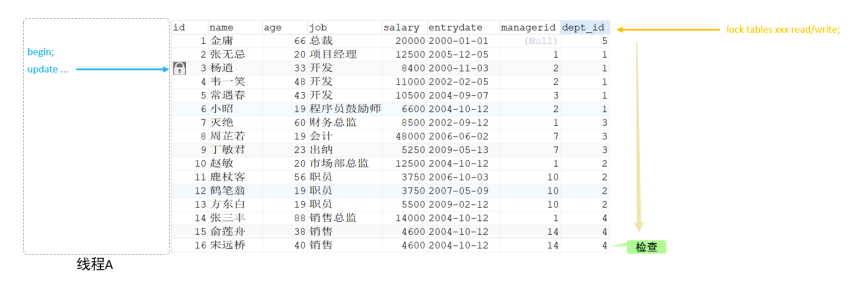 id name age job salary entrydate managerid dept_id
lock tables xxx read/write;
1 金庸 66 总裁 20000 2000-01-01 (Null) 5
begin;
2 张无忌 20 项目经理 12500 2005-12-05 1 1
update ...
3 杨逍 33 开发 8400 2000-11-03 2 1
4 韦一笑 48 开发 11000 2002-02-05 2 1
5 常遇春 43 开发 10500 2004-09-07 3 1
6 小昭 19 程序员鼓励师 6600 2004-10-12 2 1
7 灭绝 60 财务总监 8500 2002-09-12 1 3
8 周芷若 19 会计 48000 2006-06-02 7 3
9 丁敏君 23 出纳 5250 2009-05-13 7 3
10 赵敏 20 市场部总监 12500 2004-10-12 1 2
11 鹿杖客 56 职员 3750 2006-10-03 10 2
12 鹤笔翁 19 职员 3750 2007-05-09 10 2
13 方东白 19 职员 5500 2009-02-12 10 2
14 张三丰 88 销售总监 14000 2004-10-12 1 4
15 俞莲舟 38 销售 4600 2004-10-12 14 4
16 宋远桥 40 销售 4600 2004-10-12 14 4
检查
线程A